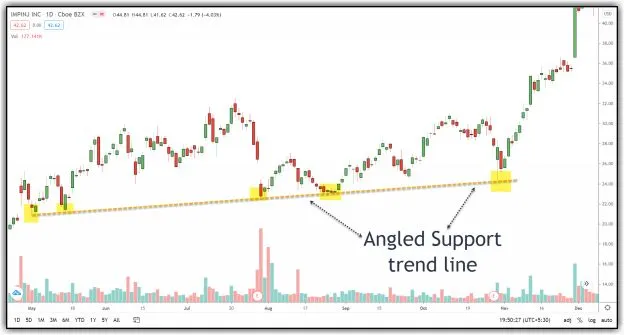 IMPINJ INC · 1D · Cboe BZX O44.81 H44.81 L41.62 C42.62 -1.79 (-4.03%)
42.62 0.00 42.62
Vol 177.141K
USD
40.00
36.00
34.00
32.00
30.00
28.00
26.00
24.00
22.00
20.00
18.00
16.00
14.00
Angled Support
trend line
May Jun Jul Aug Sep Oct Nov Dec
1D 5D 1M 3M 6M YTD 1Y 5Y All 19:50:27 (UTC+5:30) adj % log auto